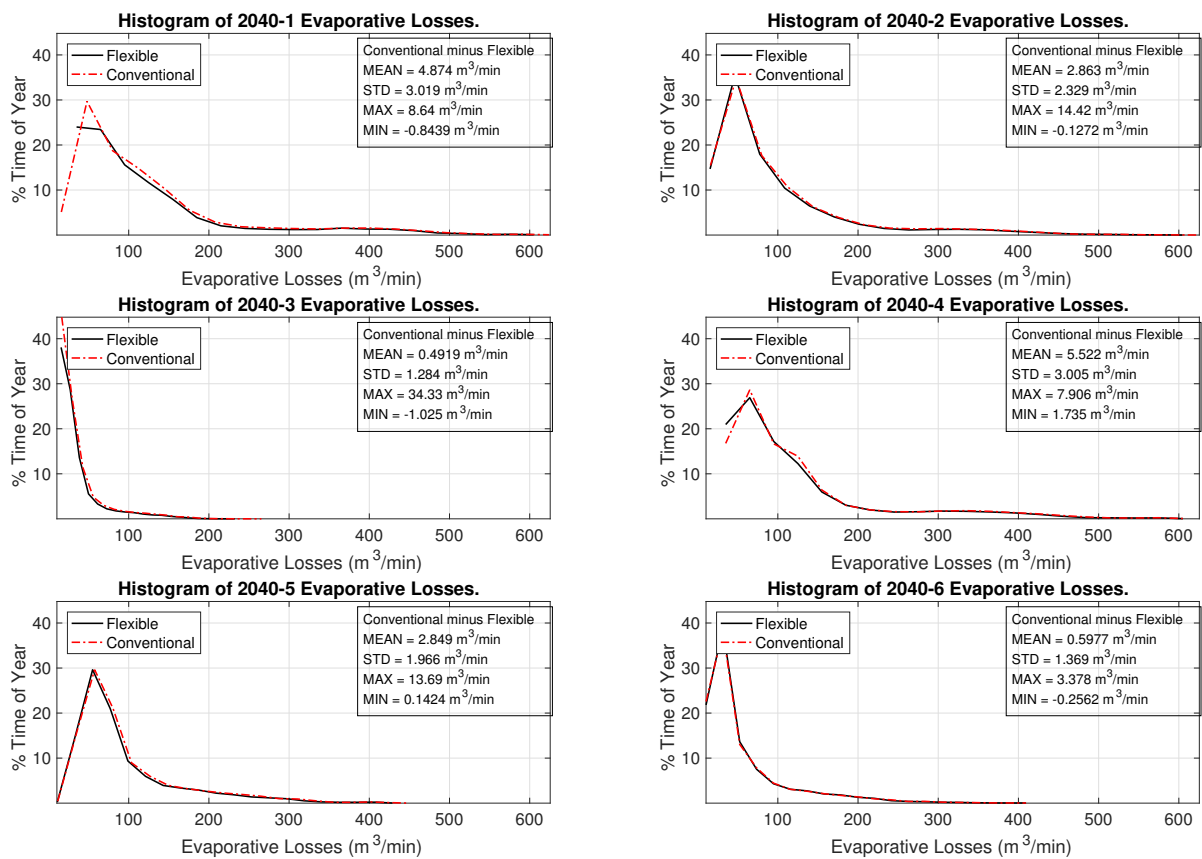 Histogram of 2040-1 Evaporative Losses.
% Time of Year
40
30
20
10
Flexible
Conventional
Conventional minus Flexible
MEAN = 4.874 m³/min
STD = 3.019 m³/min
MAX = 8.64 m³/min
MIN = -0.8439 m³/min
100 200 300 400 500 600
Evaporative Losses (m³/min)
Histogram of 2040-2 Evaporative Losses.
% Time of Year
40
30
20
10
Flexible
Conventional
Conventional minus Flexible
MEAN = 2.863 m³/min
STD = 2.329 m³/min
MAX = 14.42 m³/min
MIN = -0.1272 m³/min
100 200 300 400 500 600
Evaporative Losses (m³/min)
Histogram of 2040-3 Evaporative Losses.
% Time of Year
40
30
20
10
Flexible
Conventional
Conventional minus Flexible
MEAN = 0.4919 m³/min
STD = 1.284 m³/min
MAX = 34.33 m³/min
MIN = -1.025 m³/min
100 200 300 400 500 600
Evaporative Losses (m³/min)
Histogram of 2040-4 Evaporative Losses.
% Time of Year
40
30
20
10
Flexible
Conventional
Conventional minus Flexible
MEAN = 5.522 m³/min
STD = 3.005 m³/min
MAX = 7.906 m³/min
MIN = 1.735 m³/min
100 200 300 400 500 600
Evaporative Losses (m³/min)
Histogram of 2040-5 Evaporative Losses.
% Time of Year
40
30
20
10
Flexible
Conventional
Conventional minus Flexible
MEAN = 2.849 m³/min
STD = 1.966 m³/min
MAX = 13.69 m³/min
MIN = 0.1424 m³/min
100 200 300 400 500 600
Evaporative Losses (m³/min)
Histogram of 2040-6 Evaporative Losses.
% Time of Year
40
30
20
10
Flexible
Conventional
Conventional minus Flexible
MEAN = 0.5977 m³/min
STD = 1.369 m³/min
MAX = 3.378 m³/min
MIN = -0.2562 m³/min
100 200 300 400 500 600
Evaporative Losses (m³/min)